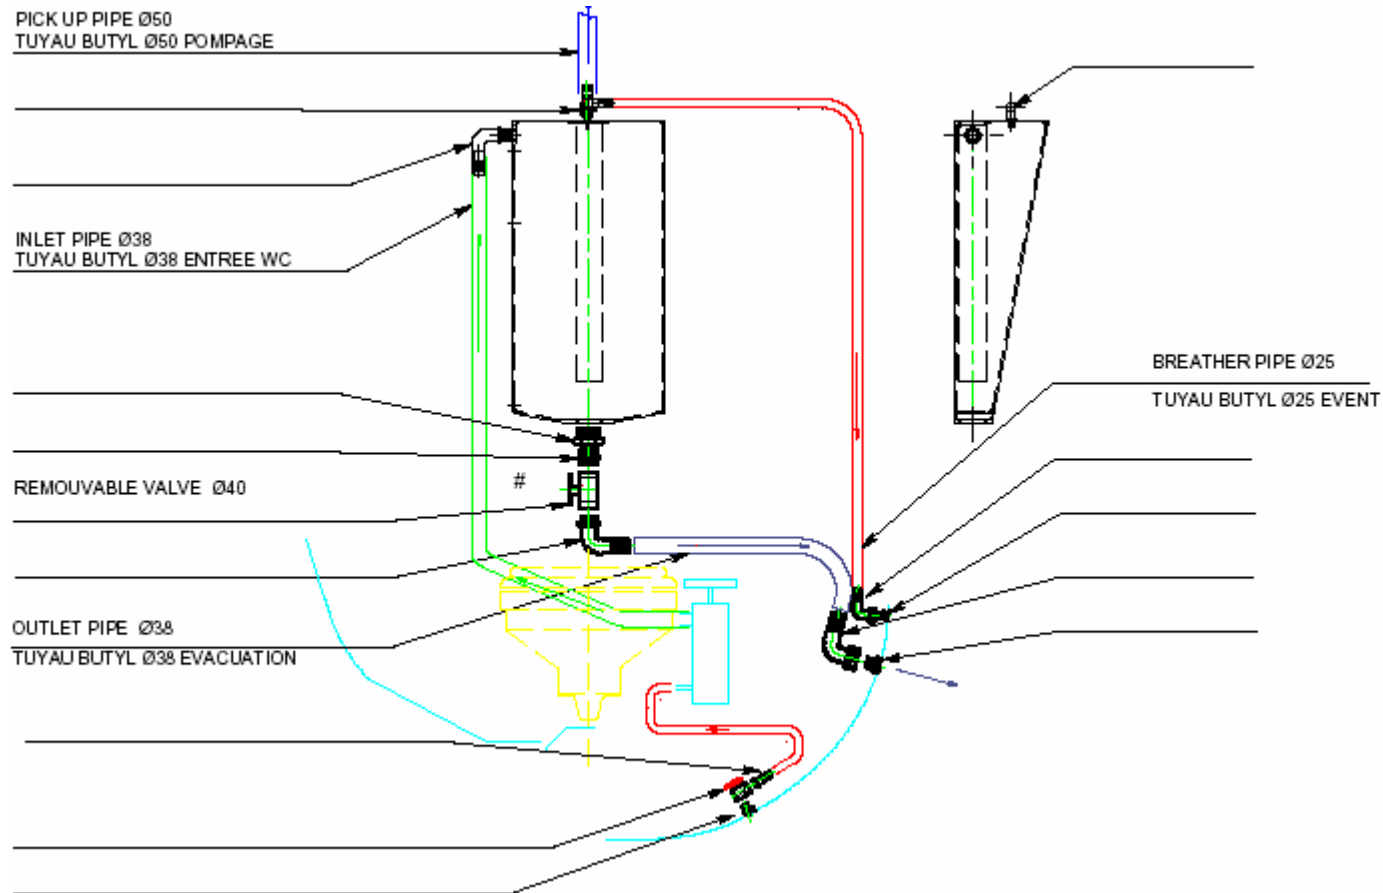 PICK UP PIPE Ø50
TUYAU BUTYL Ø50 POMPAGE
INLET PIPE Ø38
TUYAU BUTYL Ø38 ENTREE WC
BREATHER PIPE Ø25
TUYAU BUTYL Ø25 EVENT
#
REMOUVABLE VALVE Ø40
OUTLET PIPE Ø38
TUYAU BUTYL Ø38 EVACUATION